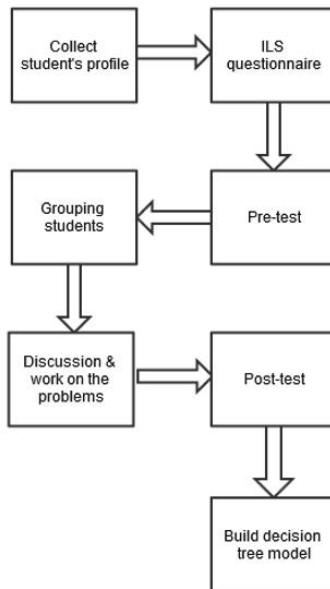 Collect
student's profile
ILS
questionnaire
Pre-test
Grouping
students
Discussion &
work on the
problems
Post-test
Build decision
tree model